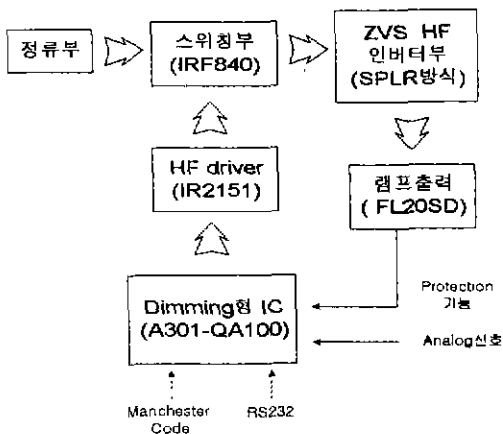 정류부
스위칭부
(IRF840)
ZVS HF
인버터부
(SPLR방식)
HF driver
(IR2151)
램프출력
( FL20SD)
Dimming형 IC
(A301-QA100)
Protection
기능
Analog신호
Manchester
Code
RS232